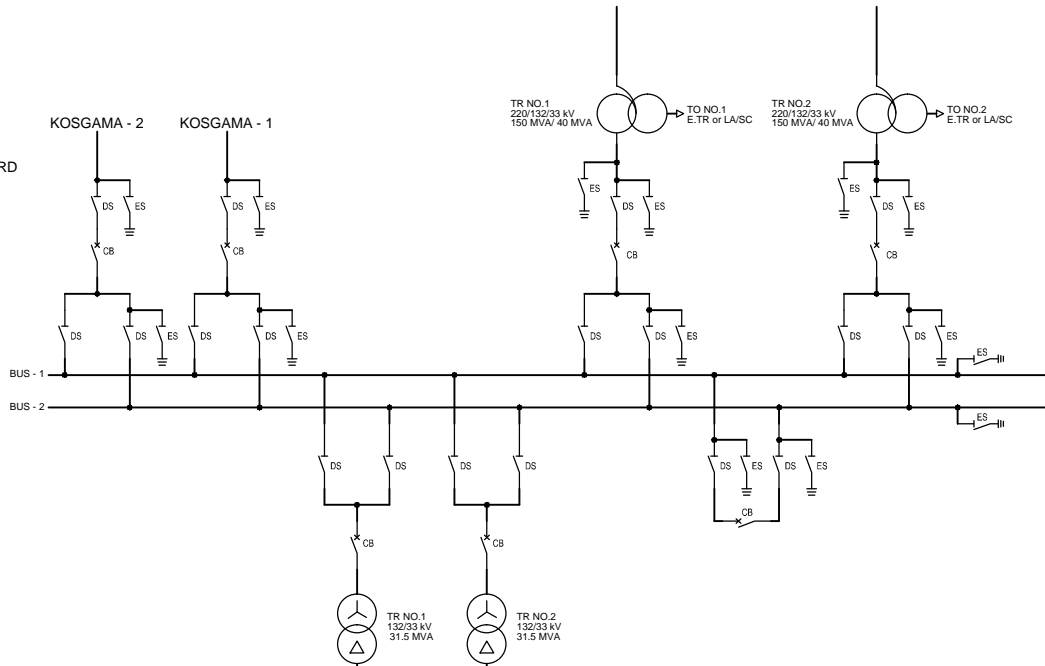 TR NO.1
220/132/33 kV
150 MVA/ 40 MVA
TO NO.1
E.TR or LA/SC
TR NO.2
220/132/33 kV
150 MVA/ 40 MVA
TO NO.2
E.TR or LA/SC
KOSGAMA - 2
KOSGAMA - 1
RD
DS
ES
DS
ES
ES
DS
ES
ES
DS
ES
CB
CB
CB
CB
DS
DS
ES
DS
DS
ES
DS
DS
ES
DS
DS
ES
ES
BUS - 1
BUS - 2
ES
DS
DS
DS
DS
DS
ES
DS
ES
CB
CB
CB
TR NO.1
132/33 kV
31.5 MVA
TR NO.2
132/33 kV
31.5 MVA